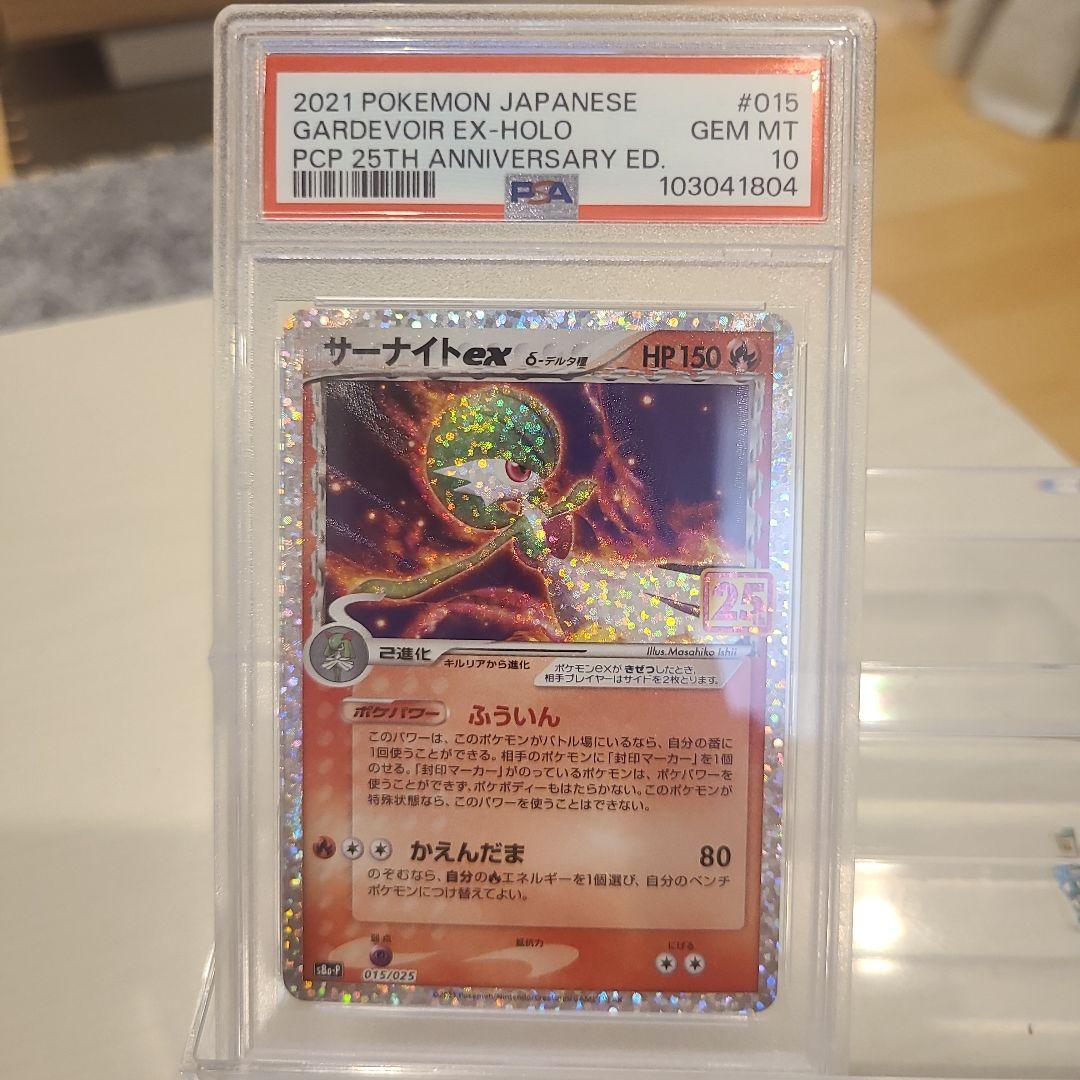 2021 POKEMON JAPANESE #015
GARDEVOIR EX-HOLO GEM MT
PCP 25TH ANNIVERSARY ED. 10
PSA 103041804
サーナイトex δ-デルタ種 HP150
25
2進化 キルリアから進化
Illus. Masahiko Ishii
ポケモンexが きぜつしたとき、
相手プレイヤーはサイドを2枚とります。
ポケパワー ふういん
このパワーは、このポケモンがバトル場にいるなら、自分の番に
1回使うことができる。相手のポケモンに「封印マーカー」を1個
のせる。「封印マーカー」がのっているポケモンは、ポケパワーを
使うことができず、ポケボディーもはたらかない。このポケモンが
特殊状態なら、このパワーを使うことはできない。
かえんだま 80
のぞむなら、自分のエネルギーを1個選び、自分のベンチ
ポケモンにつけ替えてよい。
弱点 抵抗力 にげる
s8a-P 015/025